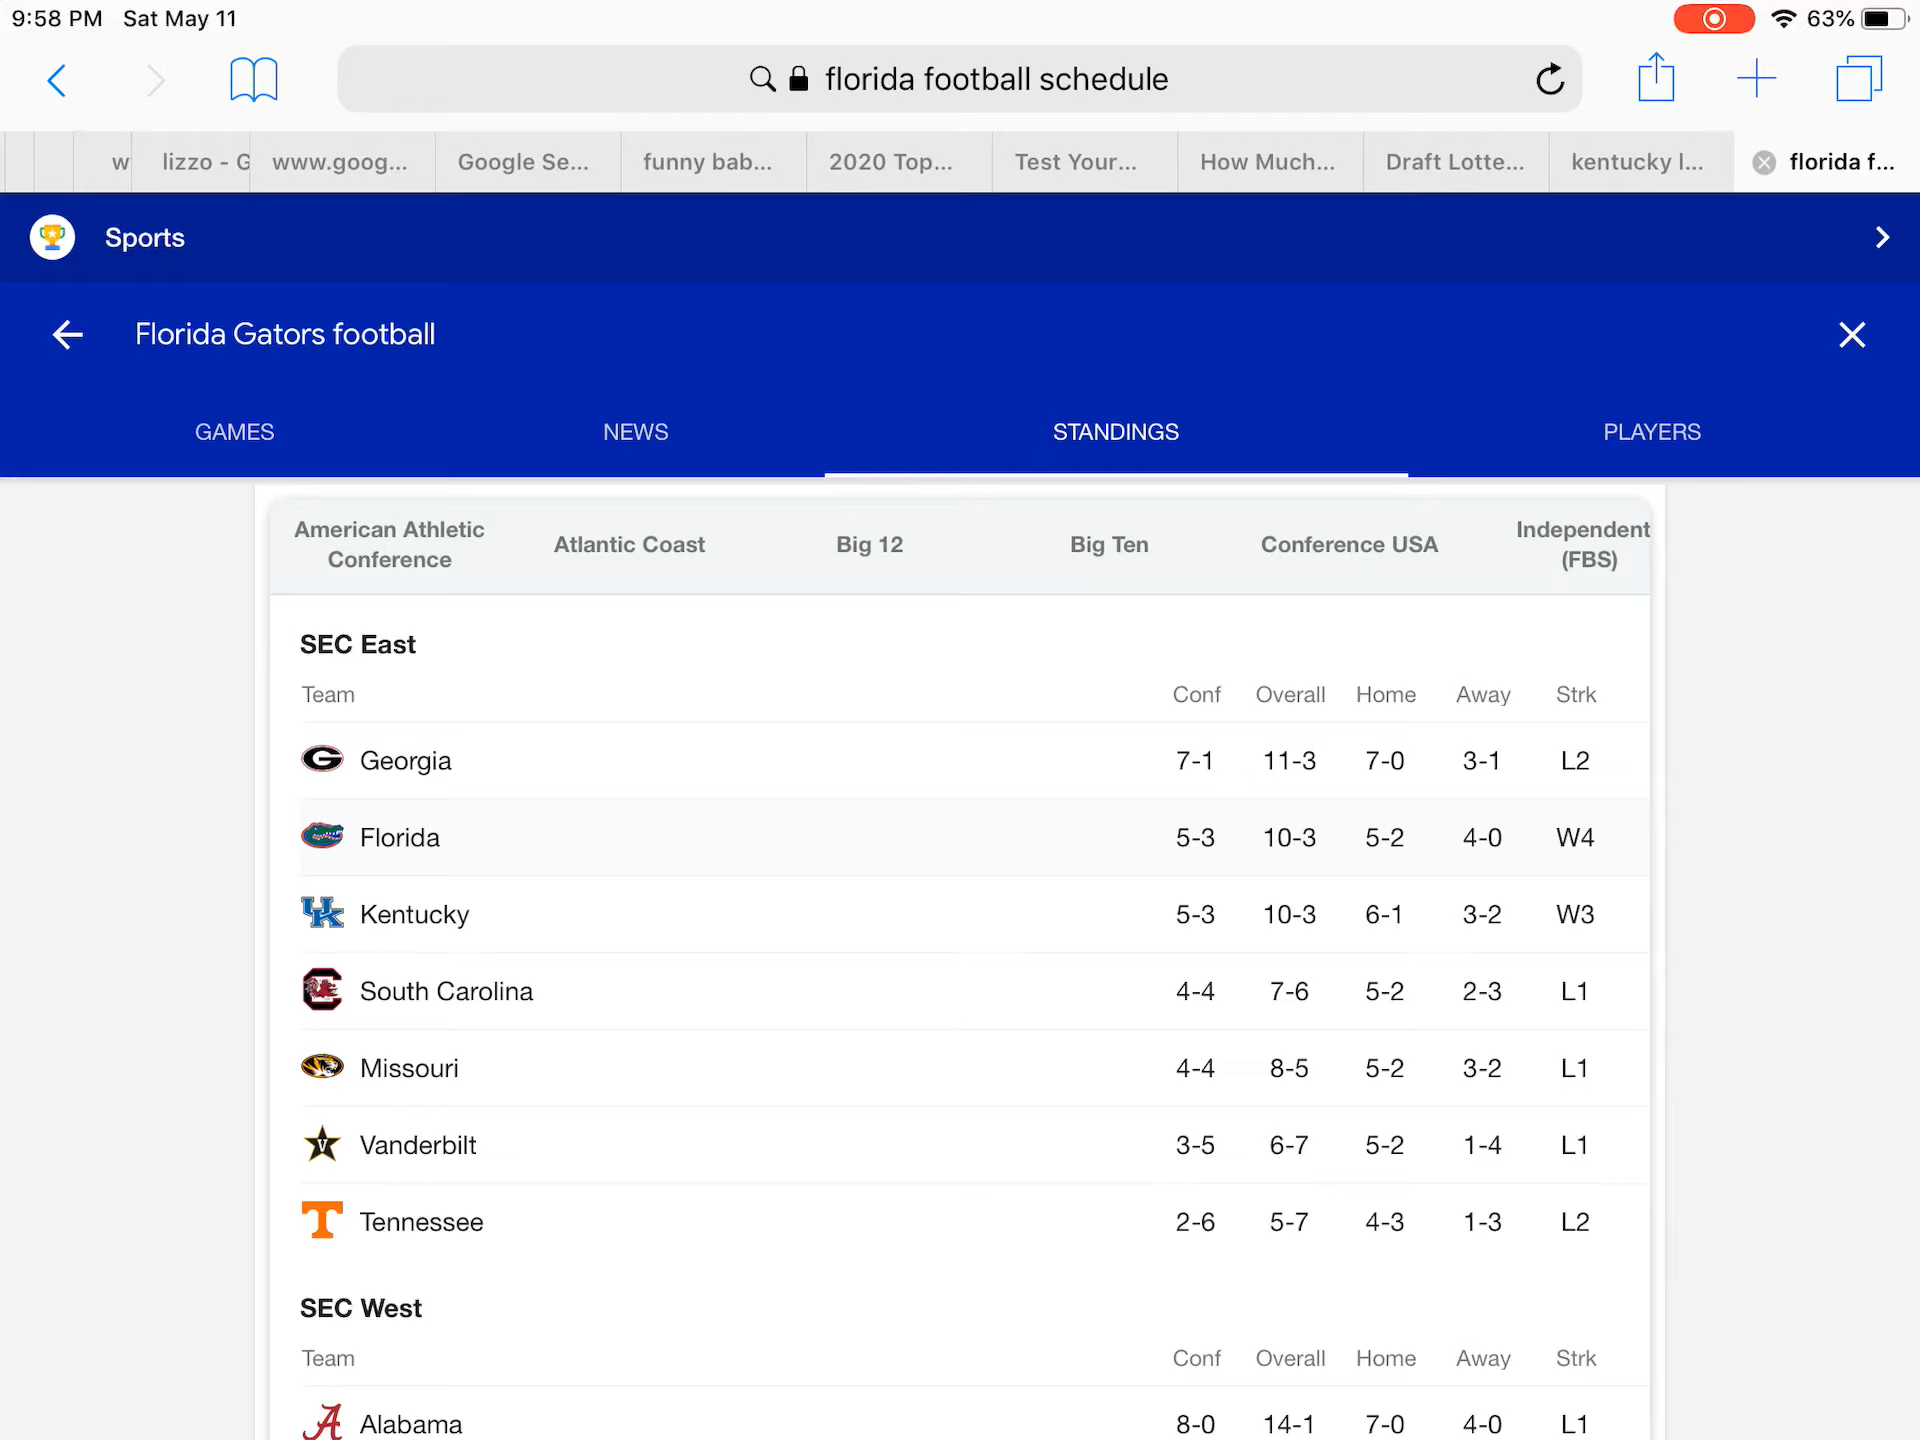 9:58 PM Sat May 11 63%
florida football schedule
w lizzo - G www.goog... Google Se... funny bab... 2020 Top... Test Your... How Much... Draft Lotte... kentucky l... florida f...
Sports
Florida Gators football
GAMES NEWS STANDINGS PLAYERS
American Athletic Conference Atlantic Coast Big 12 Big Ten Conference USA Independent (FBS)
SEC East
Team Conf Overall Home Away Strk
Georgia 7-1 11-3 7-0 3-1 L2
Florida 5-3 10-3 5-2 4-0 W4
Kentucky 5-3 10-3 6-1 3-2 W3
South Carolina 4-4 7-6 5-2 2-3 L1
Missouri 4-4 8-5 5-2 3-2 L1
Vanderbilt 3-5 6-7 5-2 1-4 L1
Tennessee 2-6 5-7 4-3 1-3 L2
SEC West
Team Conf Overall Home Away Strk
Alabama 8-0 14-1 7-0 4-0 L1